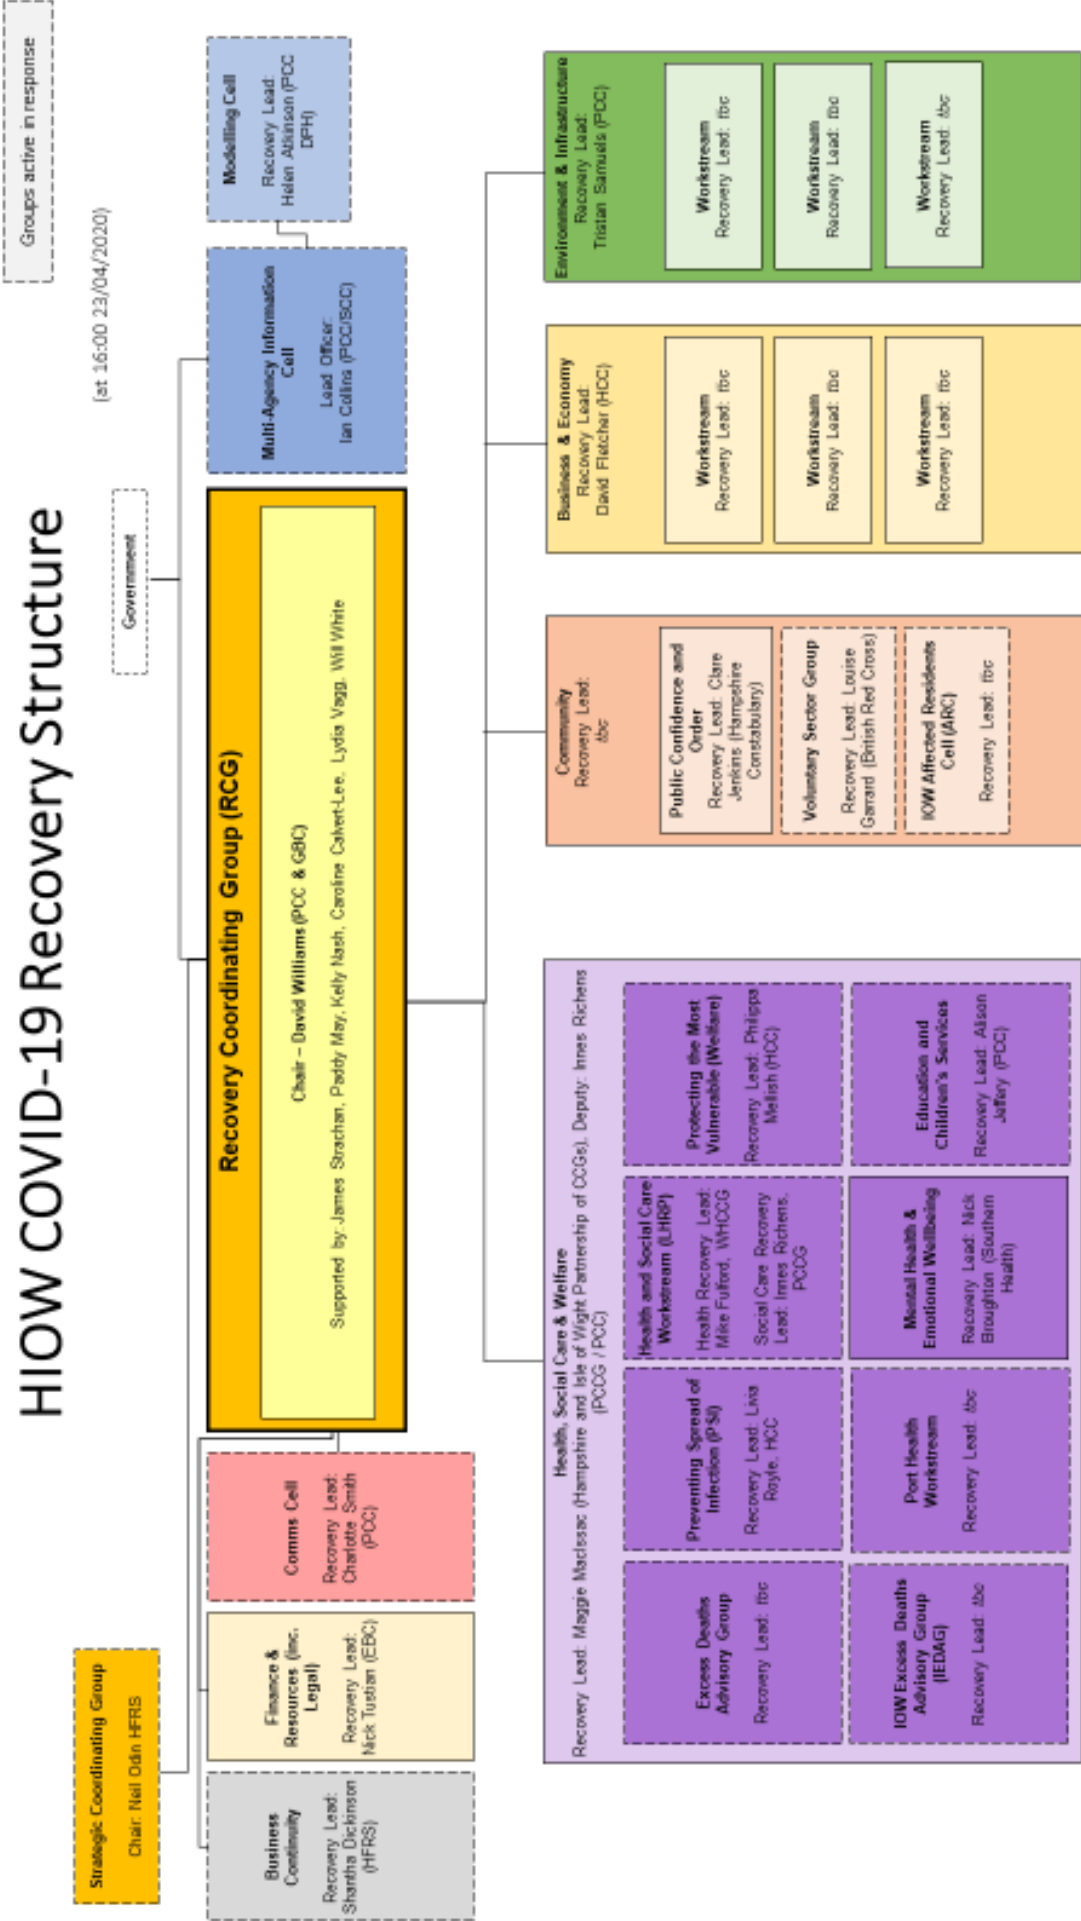 HIOW COVID-19 Recovery Structure
Groups active in response
(at 16:00 23/04/2020)
Government
Strategic Coordinating Group
Chair: Neil Odin HFRS
Business
Continuity
Recovery Lead:
Shantha Dickinson
(HFRS)
Finance &
Resources (inc.
Legal)
Recovery Lead:
Nick Tustian (EBC)
Comms Cell
Recovery Lead:
Charlotte Smith
(PCC)
Recovery Coordinating Group (RCG)
Chair – David Williams (PCC & GBC)
Supported by: James Strachan, Paddy May, Kelly Nash, Caroline Calvert-Lee, Lydia Vagg, Will White
Multi-Agency Information
Cell
Lead Officer:
Ian Collins (PCC/SCC)
Modelling Cell
Recovery Lead:
Helen Atkinson (PCC
DPH)
Health, Social Care & Welfare
Recovery Lead: Maggie MacIssac (Hampshire and Isle of Wight Partnership of CCGs), Deputy: Innes Richens
(PCCG / PCC)
Excess Deaths
Advisory Group
Recovery Lead: tbc
Preventing Spread of
Infection (PSI)
Recovery Lead: Livia
Royle, HCC
Health and Social Care
Workstream (LHRP)
Health Recovery Lead:
Mike Fulford, WHCCG
Social Care Recovery
Lead: Innes Richens,
PCCG
Protecting the Most
Vulnerable (Welfare)
Recovery Lead: Philippa
Mellish (HCC)
IOW Excess Deaths
Advisory Group
(IEDAG)
Recovery Lead: tbc
Port Health
Workstream
Recovery Lead: tbc
Mental Health &
Emotional Wellbeing
Recovery Lead: Nick
Broughton (Southern
Health)
Education and
Children's Services
Recovery Lead: Alison
Jeffery (PCC)
Community
Recovery Lead:
tbc
Public Confidence and
Order
Recovery Lead: Clare
Jenkins (Hampshire
Constabulary)
Voluntary Sector Group
Recovery Lead: Louise
Garrard (British Red Cross)
IOW Affected Residents
Cell (ARC)
Recovery Lead: tbc
Business & Economy
Recovery Lead:
David Fletcher (HCC)
Workstream
Recovery Lead: tbc
Workstream
Recovery Lead: tbc
Workstream
Recovery Lead: tbc
Environment & Infrastructure
Recovery Lead:
Tristan Samuels (PCC)
Workstream
Recovery Lead: tbc
Workstream
Recovery Lead: tbc
Workstream
Recovery Lead: tbc